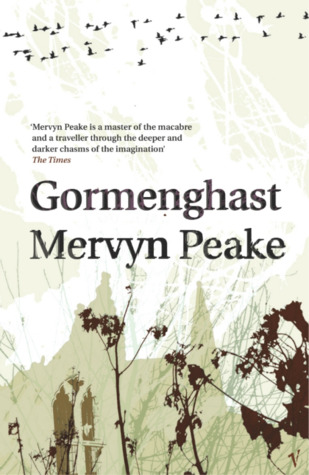 ‘Mervyn Peake is a master of the macabre
and a traveller through the deeper and
darker chasms of the imagination’
The Times
Gormenghast
Mervyn Peake
V